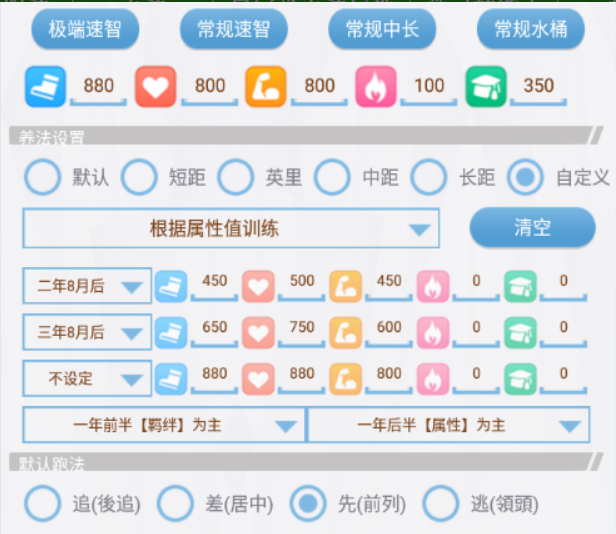 极端速智 常规速智 常规中长 常规水桶
880 800 800 100 350
养法设置
默认 短距 英里 中距 长距 自定义
根据属性值训练 清空
二年8月后 450 500 450 0 0
三年8月后 650 750 600 0 0
不设定 880 880 800 0 0
一年前半【羁绊】为主 一年后半【属性】为主
默认跑法
追(後追) 差(居中) 先(前列) 逃(領頭)